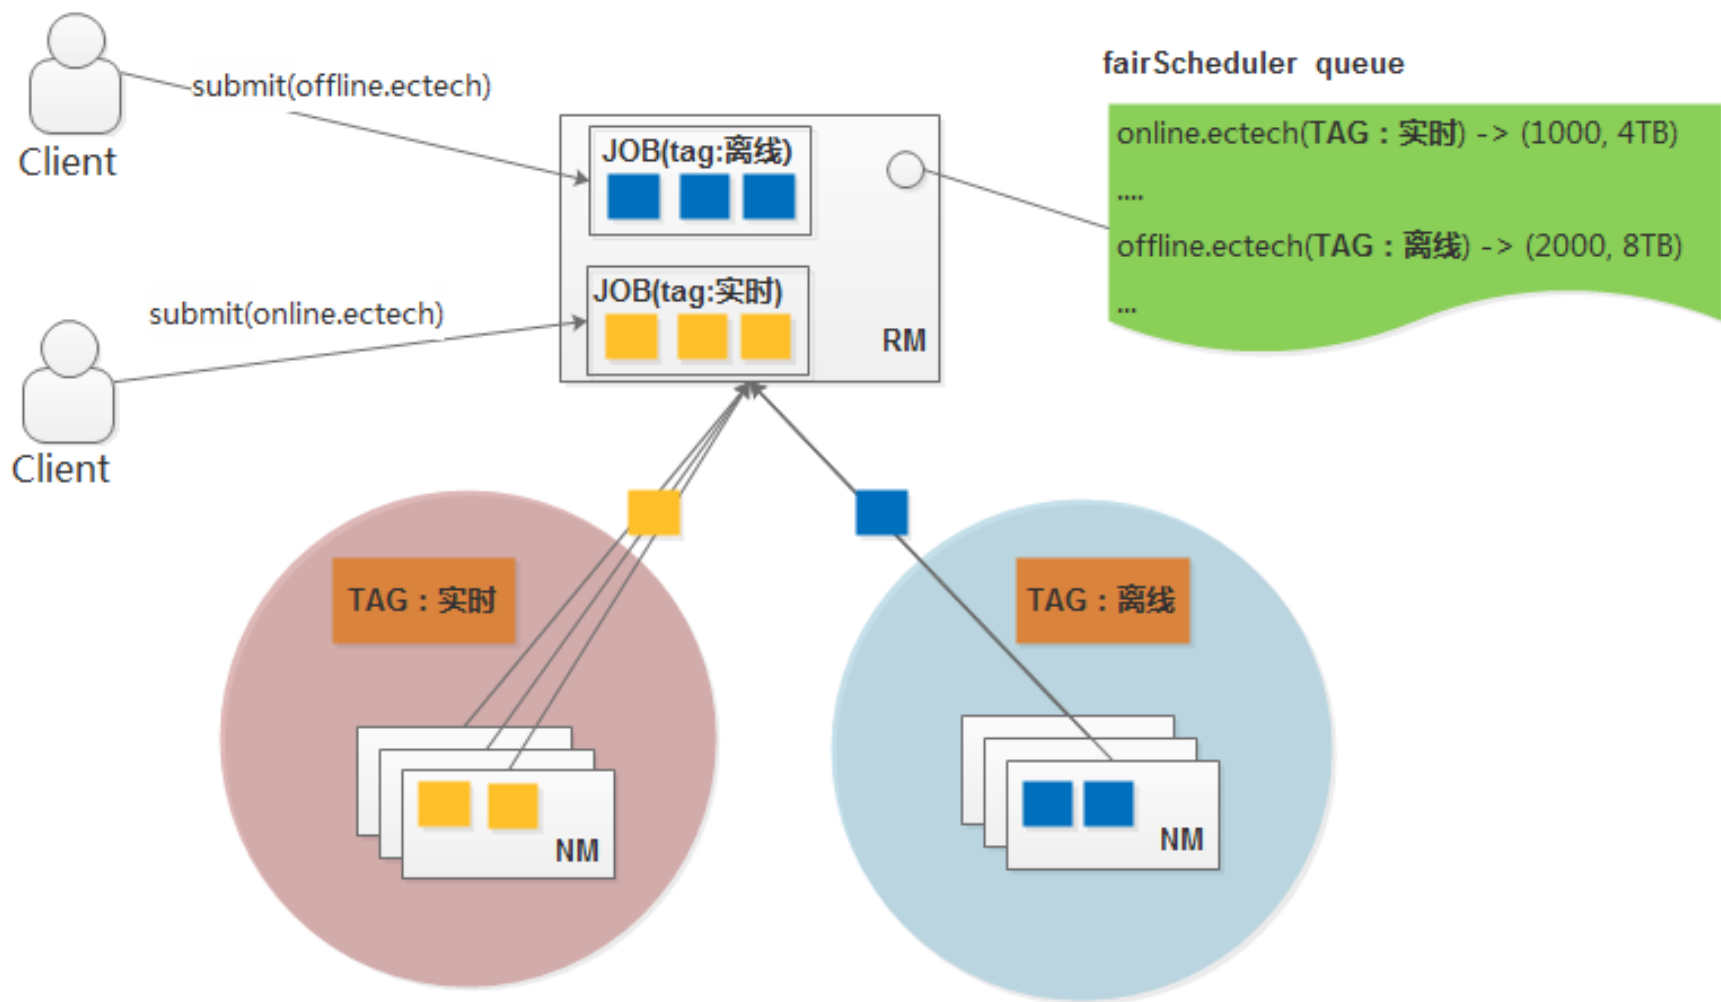 submit(offline.ectech)
Client
submit(online.ectech)
Client
JOB(tag:离线)
JOB(tag:实时)
RM
fairScheduler queue
online.ectech(TAG：实时) -> (1000, 4TB)
....
offline.ectech(TAG：离线) -> (2000, 8TB)
...
TAG：实时
NM
TAG：离线
NM